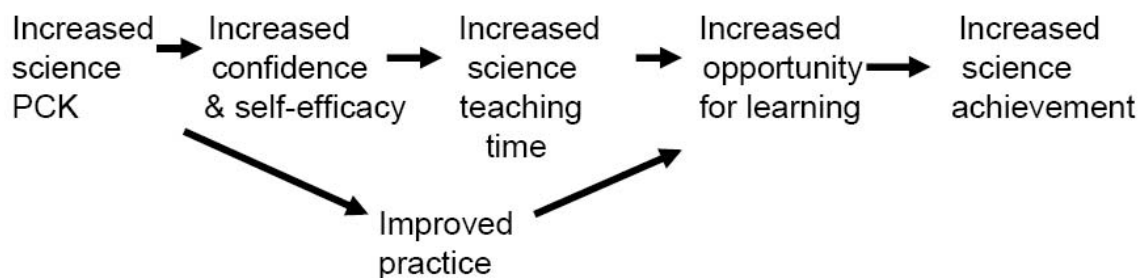 Increased
science
PCK
Increased
confidence
& self-efficacy
Increased
science
teaching
time
Increased
opportunity
for learning
Increased
science
achievement
Improved
practice